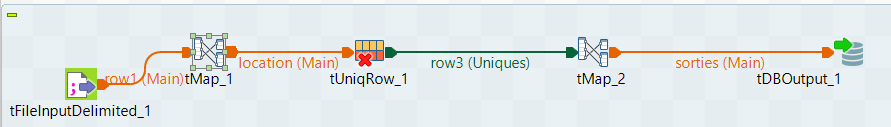 row1 (Main)
tFileInputDelimited_1
tMap_1
location (Main)
tUniqRow_1
row3 (Uniques)
tMap_2
sorties (Main)
tDBOutput_1